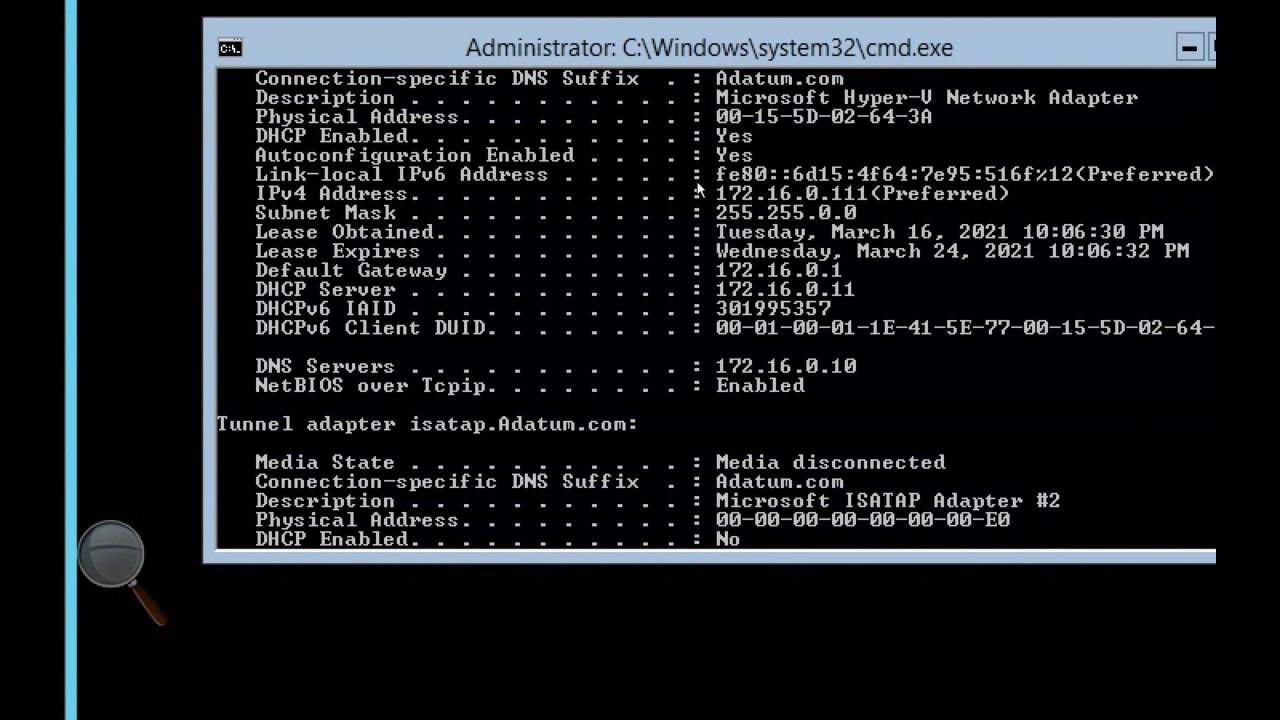 Administrator: C:\Windows\system32\cmd.exe
Connection-specific DNS Suffix . : Adatum.com
Description . . . . . . . . . . . : Microsoft Hyper-V Network Adapter
Physical Address. . . . . . . . . : 00-15-5D-02-64-3A
DHCP Enabled. . . . . . . . . . . : Yes
Autoconfiguration Enabled . . . . : Yes
Link-local IPv6 Address . . . . . : fe80::6d15:4f64:7e95:516f%12(Preferred)
IPv4 Address. . . . . . . . . . . : 172.16.0.111(Preferred)
Subnet Mask . . . . . . . . . . . : 255.255.0.0
Lease Obtained. . . . . . . . . . : Tuesday, March 16, 2021 10:06:30 PM
Lease Expires . . . . . . . . . . : Wednesday, March 24, 2021 10:06:32 PM
Default Gateway . . . . . . . . . : 172.16.0.1
DHCP Server . . . . . . . . . . . : 172.16.0.11
DHCPv6 IAID . . . . . . . . . . . : 301995357
DHCPv6 Client DUID. . . . . . . . : 00-01-00-01-1E-41-5E-77-00-15-5D-02-64-
DNS Servers . . . . . . . . . . . : 172.16.0.10
NetBIOS over Tcpip. . . . . . . . : Enabled
Tunnel adapter isatap.Adatum.com:
Media State . . . . . . . . . . . : Media disconnected
Connection-specific DNS Suffix . : Adatum.com
Description . . . . . . . . . . . : Microsoft ISATAP Adapter #2
Physical Address. . . . . . . . . : 00-00-00-00-00-00-00-E0
DHCP Enabled. . . . . . . . . . . : No